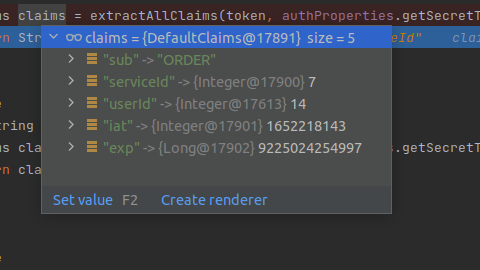 ns claims = extractAllClaims(token, authProperties.getSecretT
rn Str
eId" clai
claims = {DefaultClaims@17891} size = 5
"sub" -> "ORDER"
"serviceId" -> {Integer@17900} 7
"userId" -> {Integer@17613} 14
"iat" -> {Integer@17901} 1652218143
"exp" -> {Long@17902} 9225024254997
e
tring
ms cla
s.getSecretT
rn cla
Set value F2 Create renderer
e